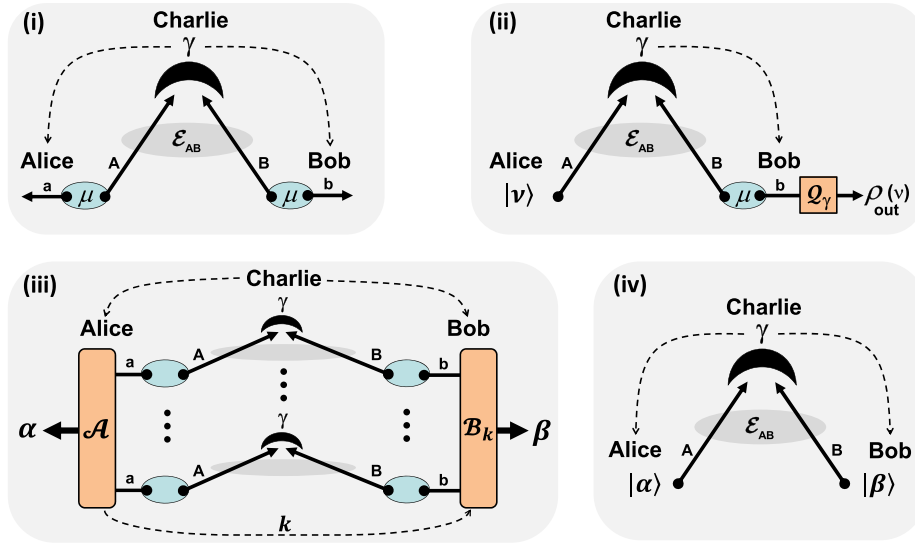 (i)
Charlie
γ
ℰAB
Alice
A
B
Bob
a
μ
μ
b
(ii)
Charlie
γ
ℰAB
Alice
A
B
Bob
|ν⟩
μ
b
𝒬γ
ρout(ν)
(iii)
Charlie
γ
Alice
Bob
a
A
B
b
α
𝒜
ℬk
β
γ
a
A
B
b
k
(iv)
Charlie
γ
ℰAB
Alice
A
B
Bob
|α⟩
|β⟩